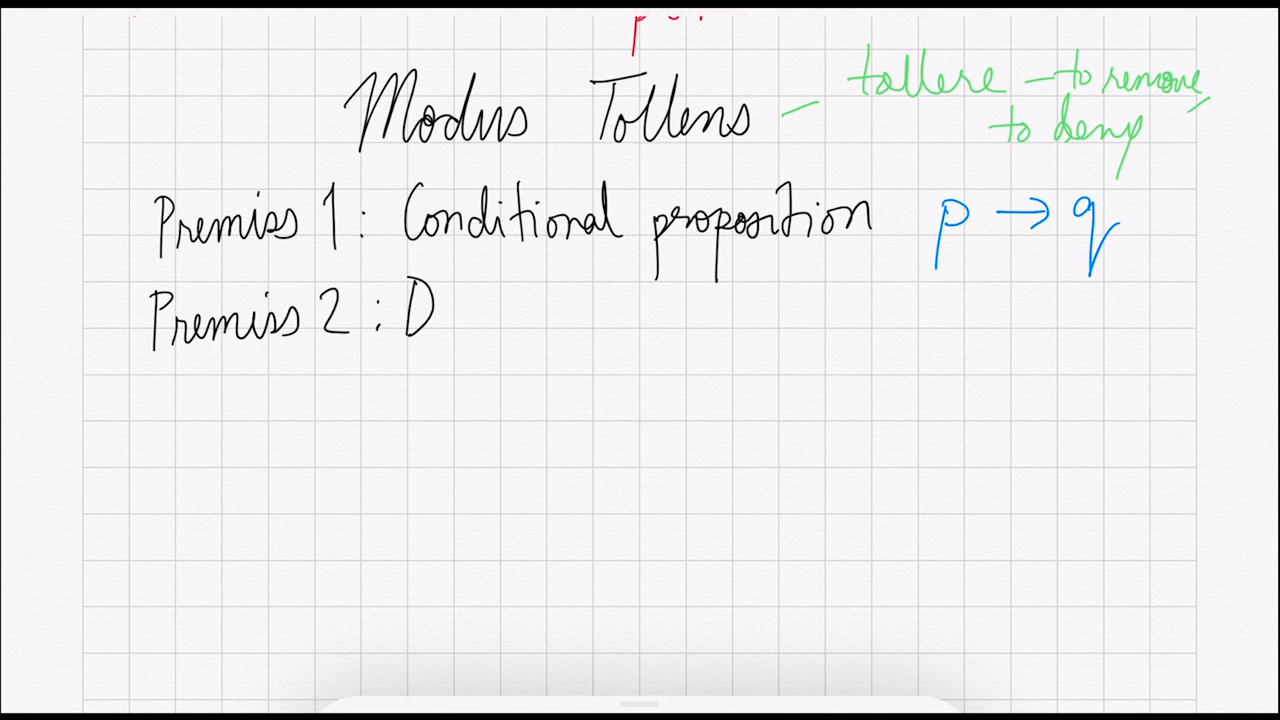 Modus Tollens – tollere – to remove,
to deny
Premiss 1 : Conditional proposition p → q
Premiss 2 : D